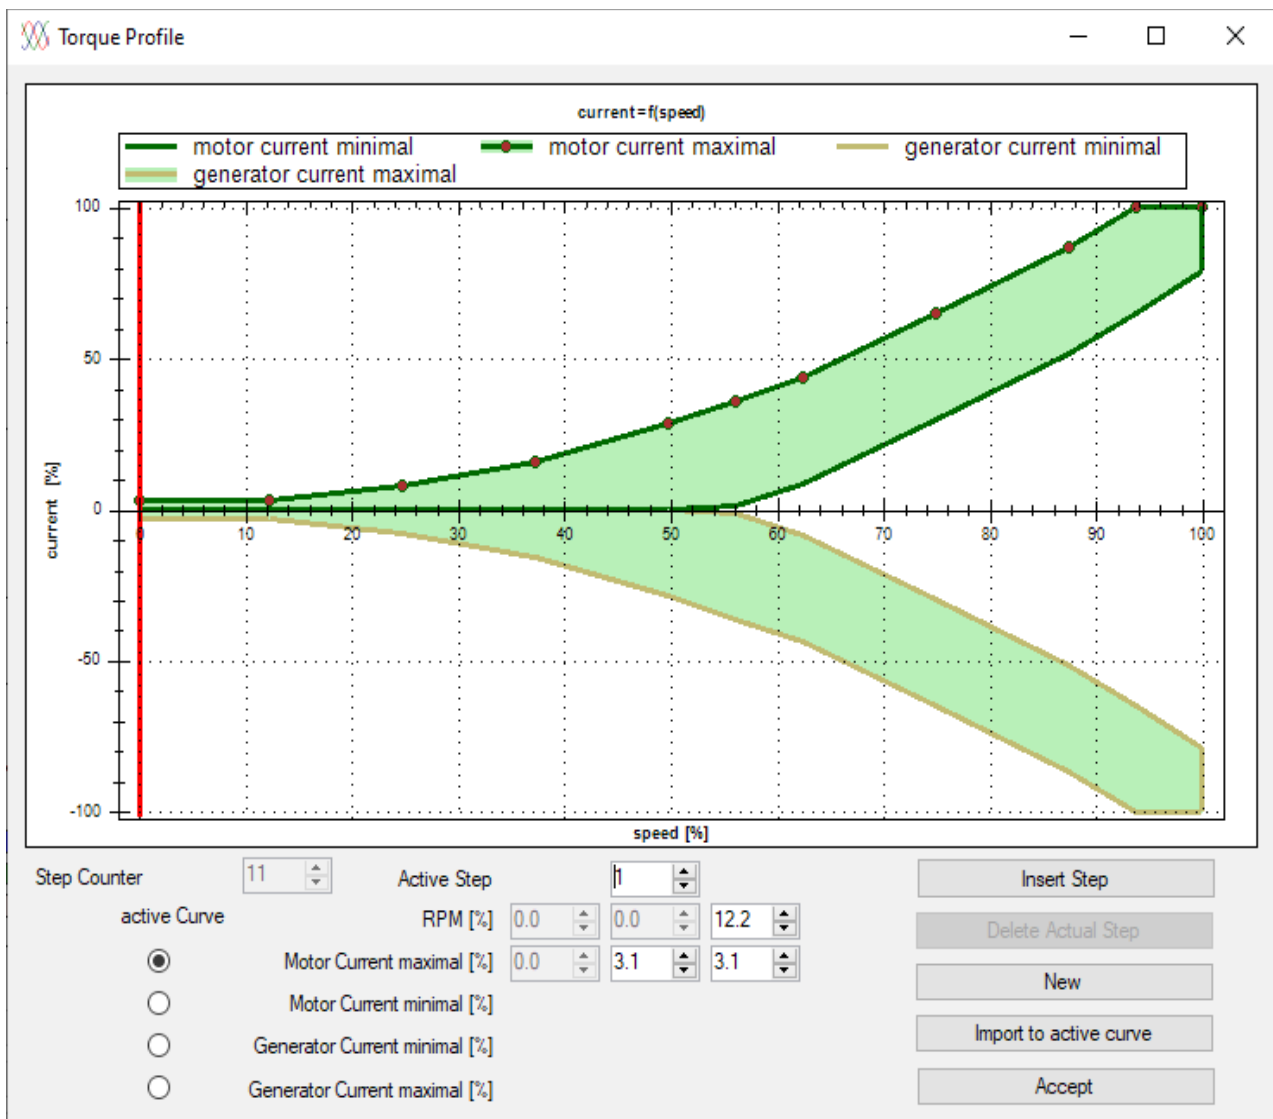 Torque Profile
current=f(speed)
motor current minimal motor current maximal generator current minimal
generator current maximal
100
50
0
-50
-100
current [%]
0 10 20 30 40 50 60 70 80 90 100
speed [%]
Step Counter 11 Active Step 1 Insert Step
active Curve RPM [%] 0.0 0.0 12.2 Delete Actual Step
Motor Current maximal [%] 0.0 3.1 3.1 New
Motor Current minimal [%]
Generator Current minimal [%] Import to active curve
Generator Current maximal [%] Accept